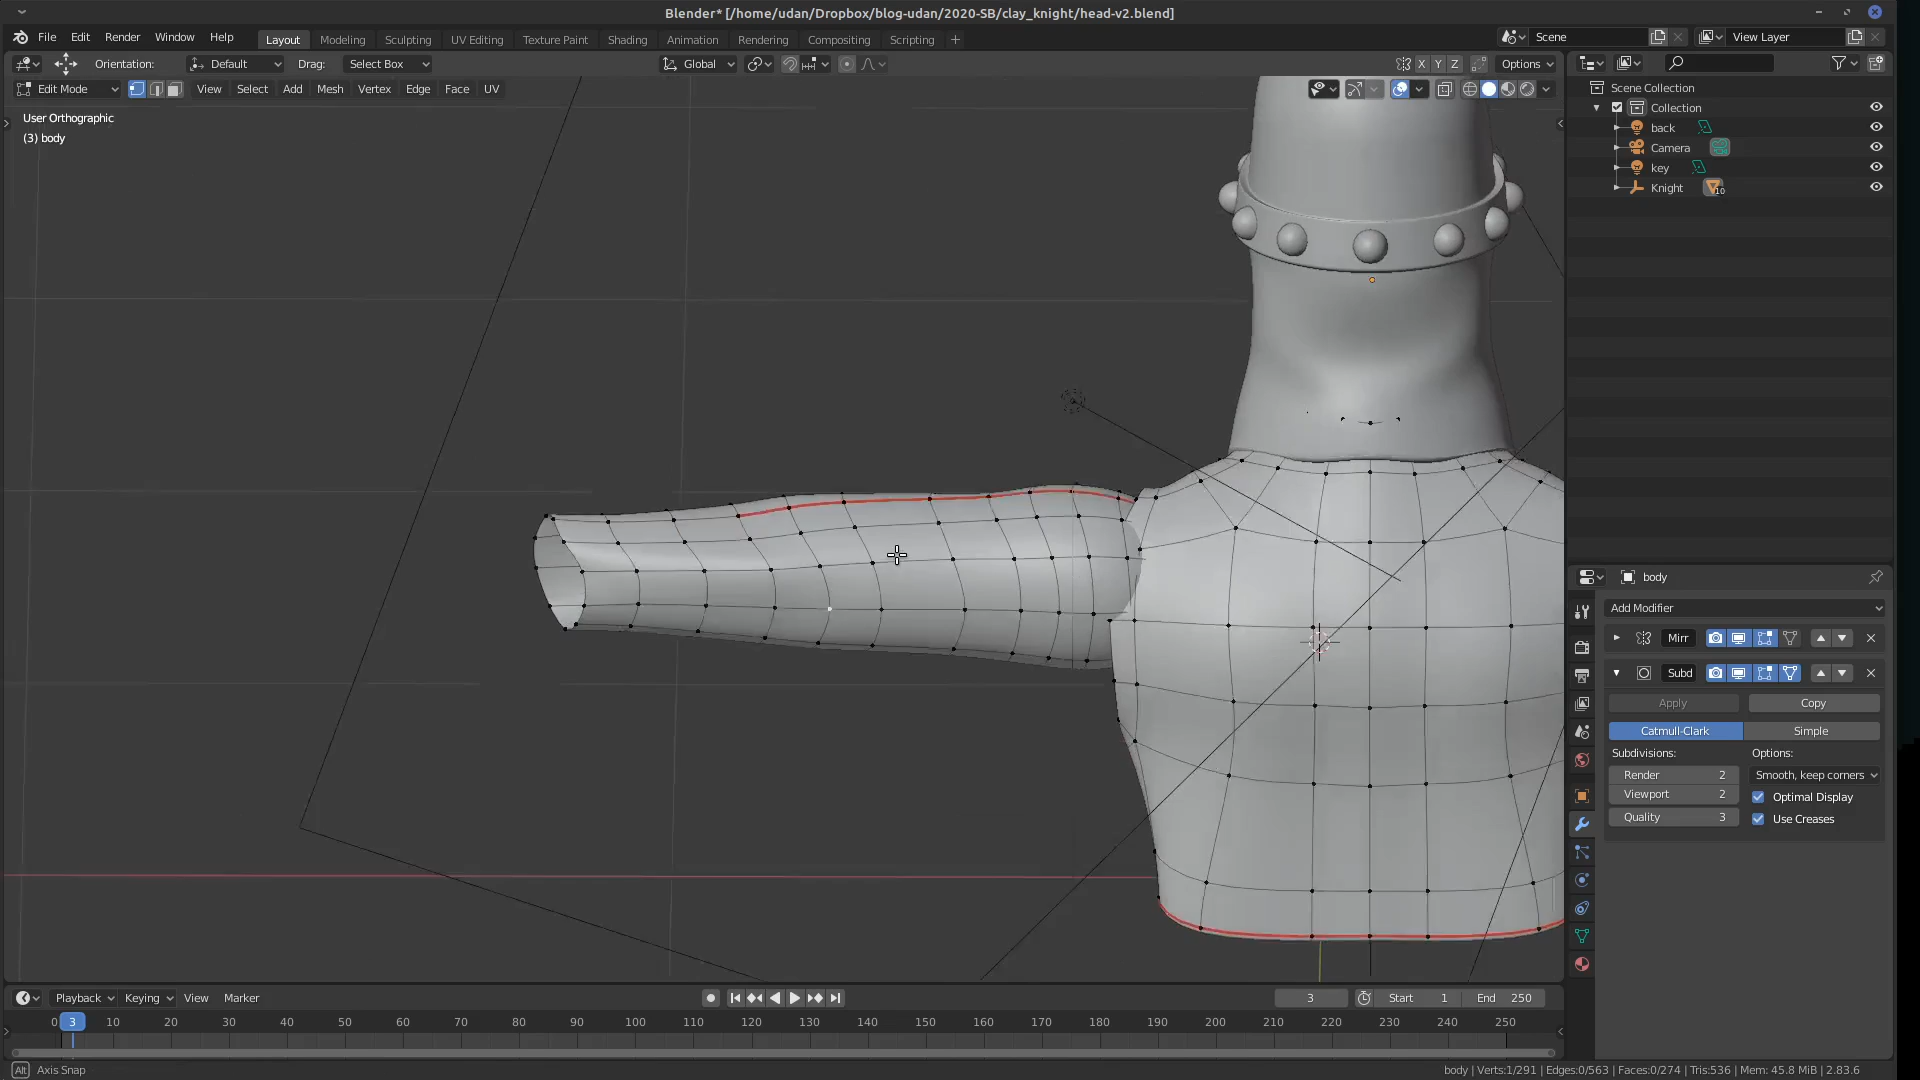 Blender* [/home/udan/Dropbox/blog-udan/2020-SB/clay_knight/head-v2.blend]
File Edit Render Window Help Layout Modeling Sculpting UV Editing Texture Paint Shading Animation Rendering Compositing Scripting + Scene View Layer
Orientation: Default Drag: Select Box Global X Y Z Options
Edit Mode View Select Add Mesh Vertex Edge Face UV
User Orthographic
(3) body
Scene Collection
Collection
back
Camera
key
Knight 10
body
Add Modifier
Mirr
Subd
Apply Copy
Catmull-Clark Simple
Subdivisions: Options:
Render 2 Smooth, keep corners
Viewport 2 Optimal Display
Quality 3 Use Creases
Playback Keying View Marker 3 Start 1 End 250
0 3 10 20 30 40 50 60 70 80 90 100 110 120 130 140 150 160 170 180 190 200 210 220 230 240 250
Alt Axis Snap body | Verts:1/291 | Edges:0/563 | Faces:0/274 | Tris:536 | Mem: 45.8 MiB | 2.83.6